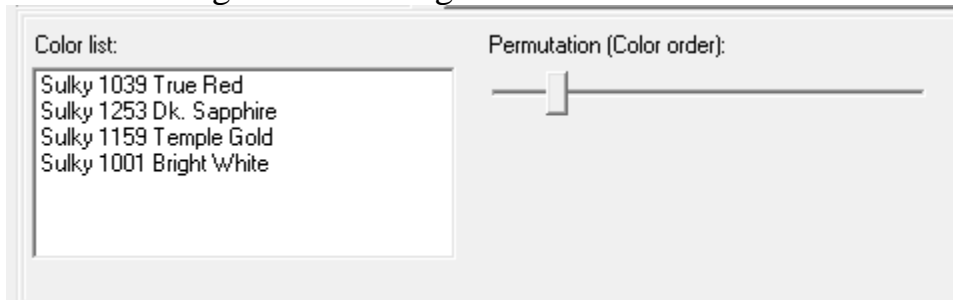 Color list:
Permutation (Color order):
Sulky 1039 True Red
Sulky 1253 Dk. Sapphire
Sulky 1159 Temple Gold
Sulky 1001 Bright White